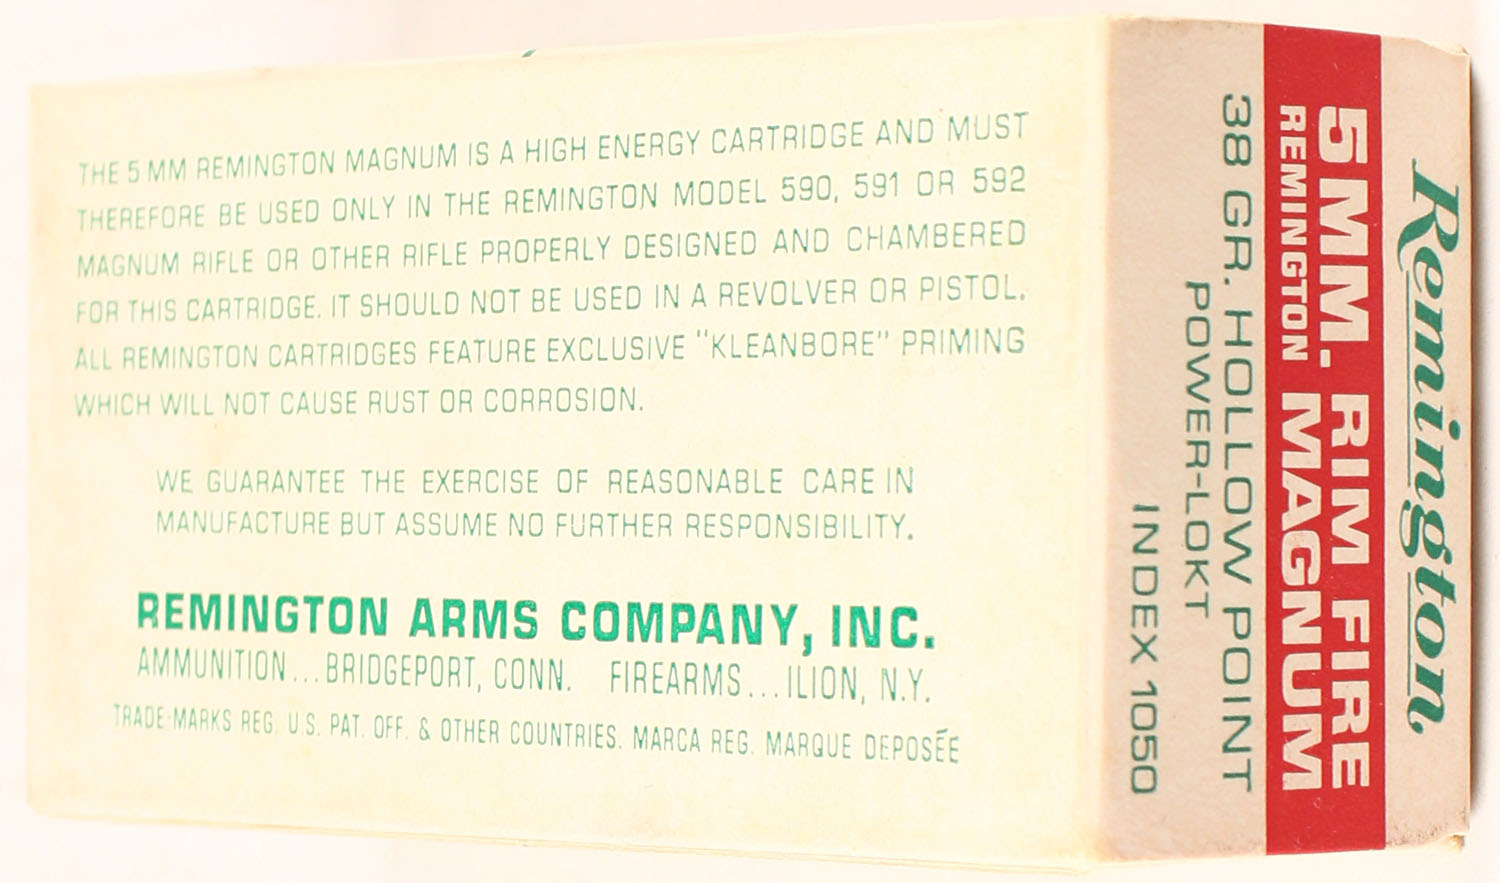 THE 5 MM REMINGTON MAGNUM IS A HIGH ENERGY CARTRIDGE AND MUST
THEREFORE BE USED ONLY IN THE REMINGTON MODEL 590, 591 OR 592
MAGNUM RIFLE OR OTHER RIFLE PROPERLY DESIGNED AND CHAMBERED
FOR THIS CARTRIDGE. IT SHOULD NOT BE USED IN A REVOLVER OR PISTOL.
ALL REMINGTON CARTRIDGES FEATURE EXCLUSIVE "KLEANBORE" PRIMING
WHICH WILL NOT CAUSE RUST OR CORROSION.
WE GUARANTEE THE EXERCISE OF REASONABLE CARE IN
MANUFACTURE BUT ASSUME NO FURTHER RESPONSIBILITY.
REMINGTON ARMS COMPANY, INC.
AMMUNITION...BRIDGEPORT, CONN. FIREARMS...ILION, N.Y.
TRADE-MARKS REG. U.S. PAT. OFF. & OTHER COUNTRIES. MARCA REG. MARQUE DEPOSÉE
Remington.
5 MM. RIM FIRE
REMINGTON MAGNUM
38 GR. HOLLOW POINT
POWER-LOKT
INDEX 1050